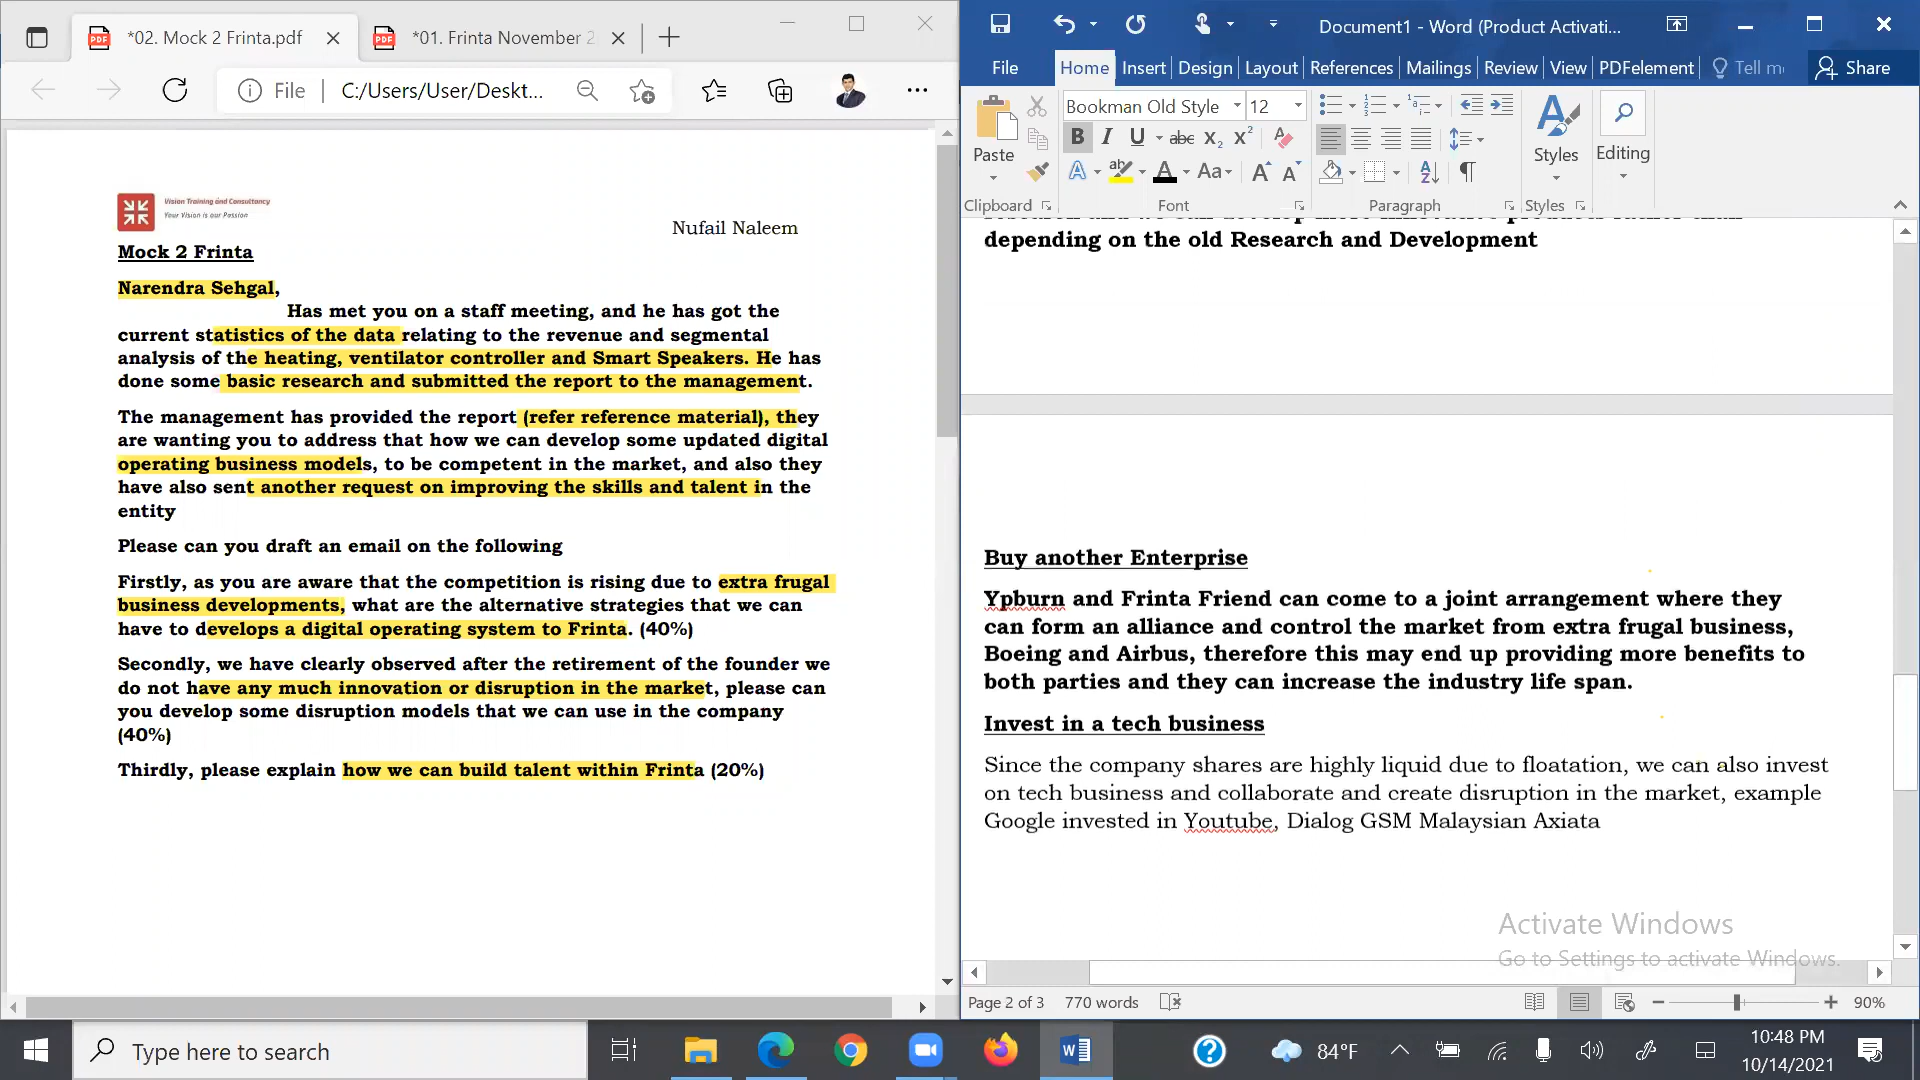 *02. Mock 2 Frinta.pdf
*01. Frinta November 2
File
C:/Users/User/Deskt...
Vision Training and Consultancy
Your Vision is our Passion
Nufail Naleem
Mock 2 Frinta
Narendra Sehgal,
Has met you on a staff meeting, and he has got the
current statistics of the data relating to the revenue and segmental
analysis of the heating, ventilator controller and Smart Speakers. He has
done some basic research and submitted the report to the management.
The management has provided the report (refer reference material), they
are wanting you to address that how we can develop some updated digital
operating business models, to be competent in the market, and also they
have also sent another request on improving the skills and talent in the
entity
Please can you draft an email on the following
Firstly, as you are aware that the competition is rising due to extra frugal
business developments, what are the alternative strategies that we can
have to develops a digital operating system to Frinta. (40%)
Secondly, we have clearly observed after the retirement of the founder we
do not have any much innovation or disruption in the market, please can
you develop some disruption models that we can use in the company
(40%)
Thirdly, please explain how we can build talent within Frinta (20%)
Document1 - Word (Product Activati...
File Home Insert Design Layout References Mailings Review View PDFelement Tell me Share
Bookman Old Style 12
Paste
Styles
Editing
Clipboard Font Paragraph Styles
depending on the old Research and Development
Buy another Enterprise
Ypburn and Frinta Friend can come to a joint arrangement where they
can form an alliance and control the market from extra frugal business,
Boeing and Airbus, therefore this may end up providing more benefits to
both parties and they can increase the industry life span.
Invest in a tech business
Since the company shares are highly liquid due to floatation, we can also invest
on tech business and collaborate and create disruption in the market, example
Google invested in Youtube, Dialog GSM Malaysian Axiata
Activate Windows
Go to Settings to activate Windows.
Page 2 of 3 770 words 90%
Type here to search
84°F
10:48 PM
10/14/2021